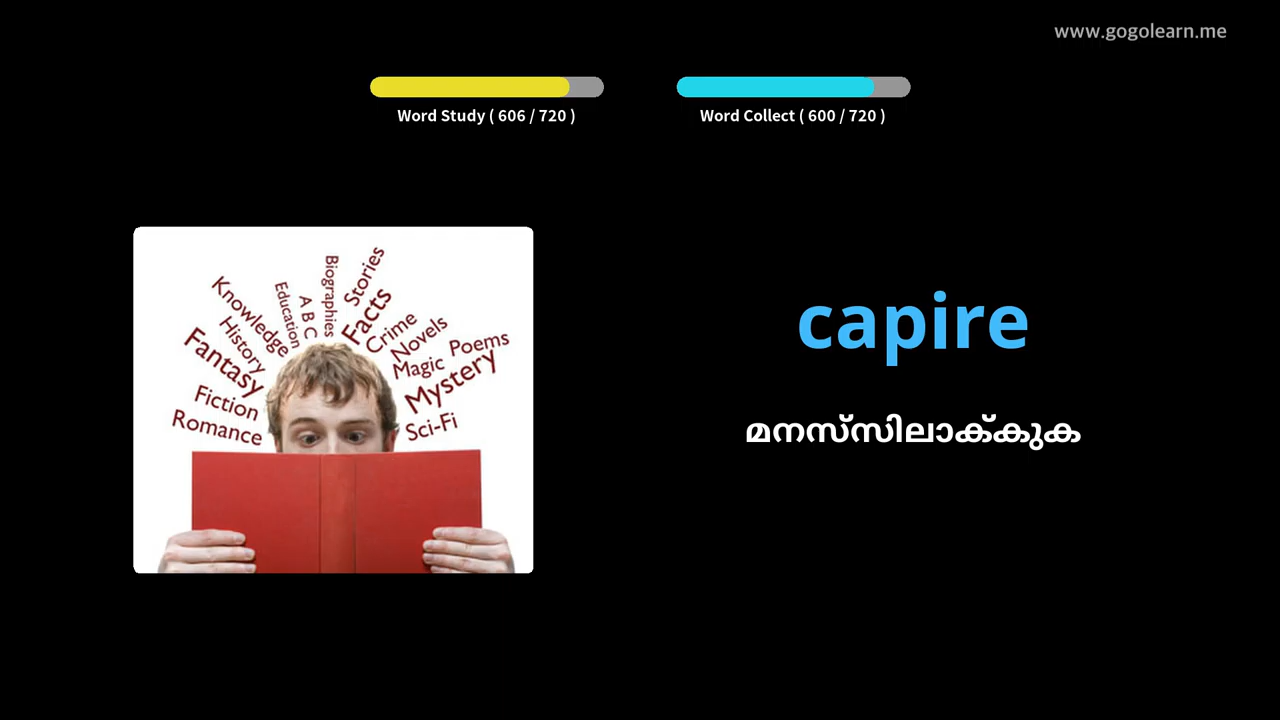 www.gogolearn.me
Word Study ( 606 / 720 )
Word Collect ( 600 / 720 )
Knowledge
Education
A B C
Biographies
Stories
Facts
History
Crime
Novels
Poems
Fantasy
Magic
Mystery
Fiction
Romance
Sci-Fi
capire
മനസ്സിലാക്കുക